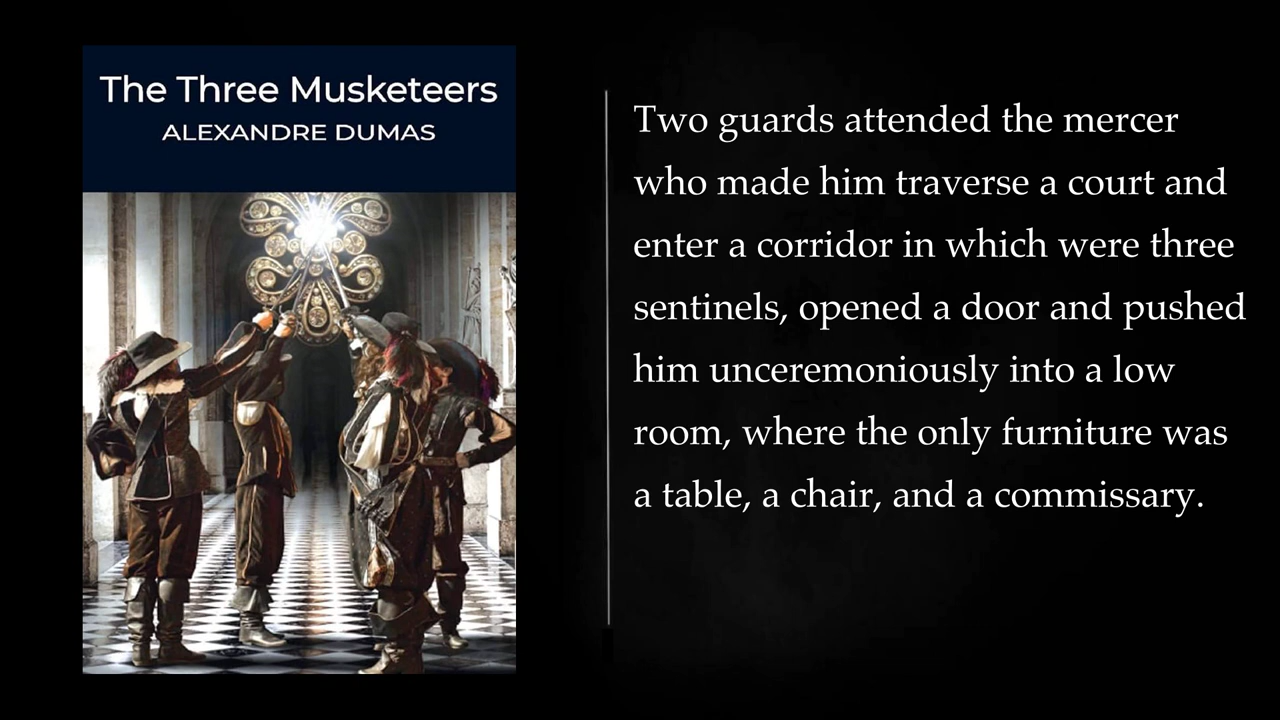 The Three Musketeers
ALEXANDRE DUMAS
Two guards attended the mercer
who made him traverse a court and
enter a corridor in which were three
sentinels, opened a door and pushed
him unceremoniously into a low
room, where the only furniture was
a table, a chair, and a commissary.